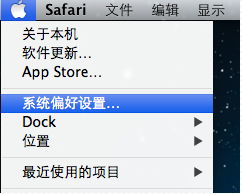 Safari 文件 编辑 显示
关于本机
软件更新...
App Store...
系统偏好设置...
Dock
位置
最近使用的项目